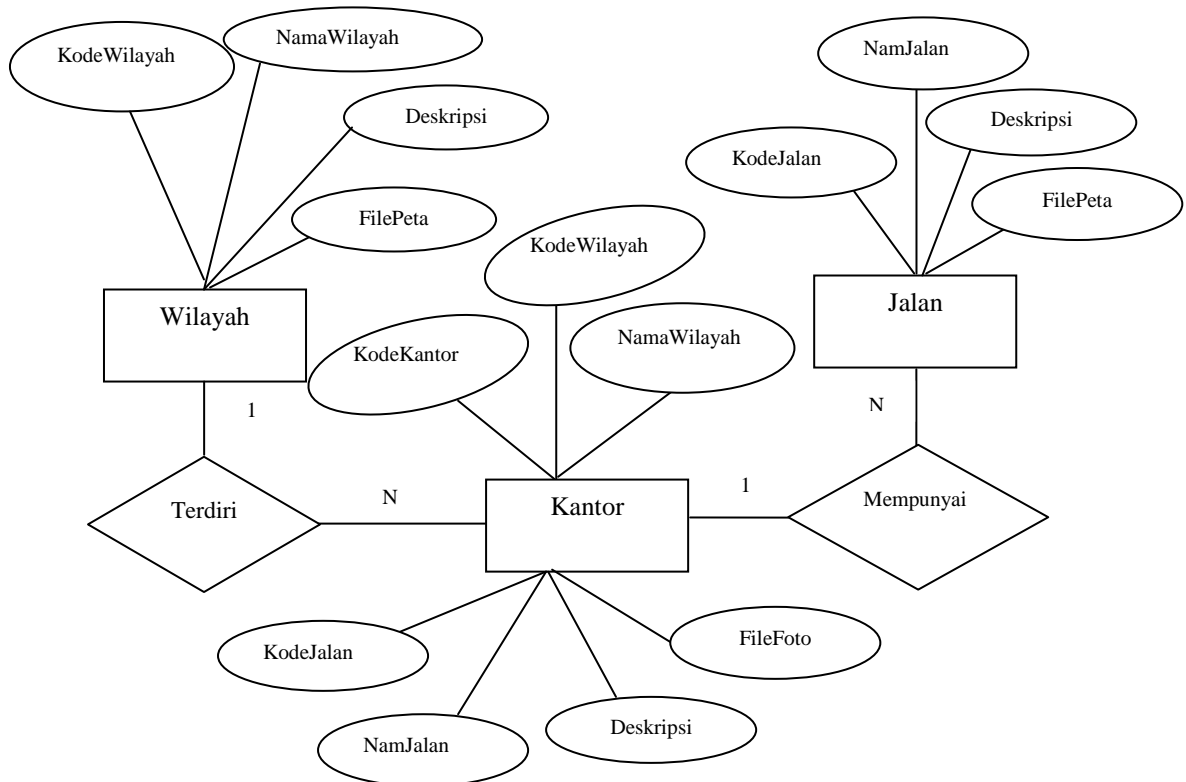 NamaWilayah
NamJalan
KodeWilayah
Deskripsi
Deskripsi
KodeJalan
FilePeta
FilePeta
KodeWilayah
Wilayah
Jalan
NamaWilayah
KodeKantor
1
N
N
1
Terdiri
Kantor
Mempunyai
KodeJalan
FileFoto
NamJalan
Deskripsi